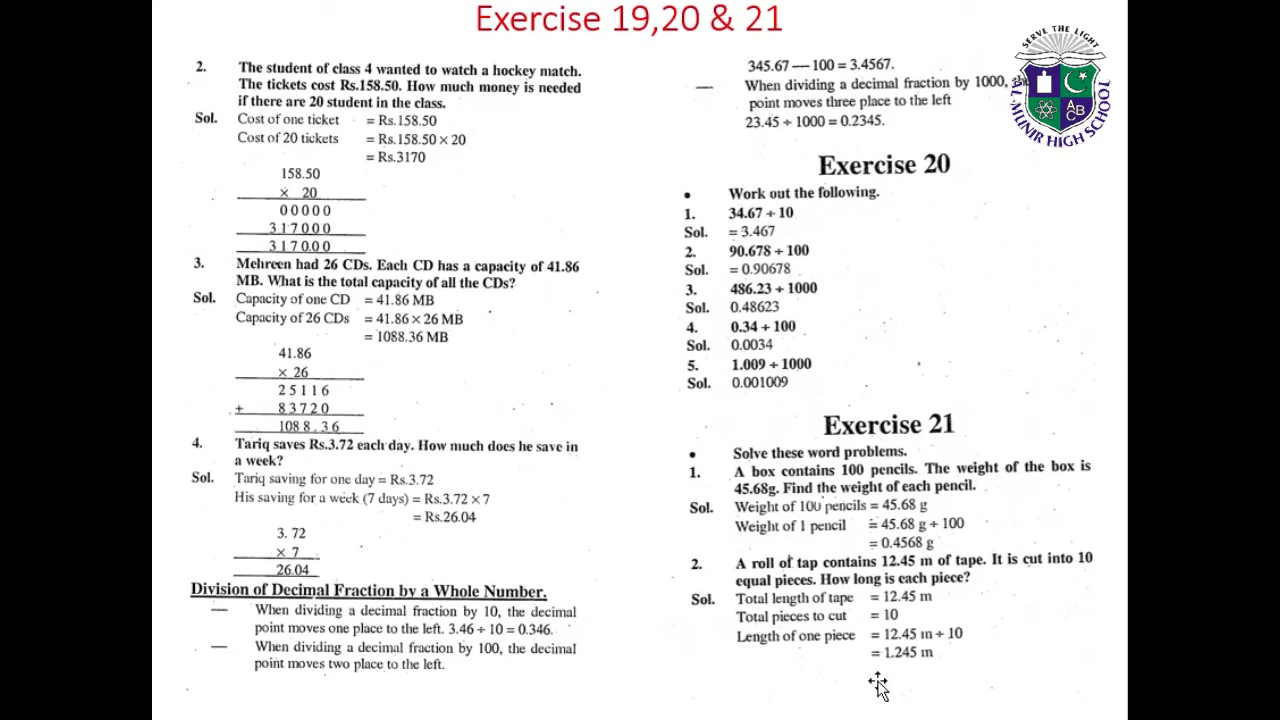 Exercise 19,20 & 21
2. The student of class 4 wanted to watch a hockey match.
The tickets cost Rs.158.50. How much money is needed
if there are 20 student in the class.
Sol. Cost of one ticket = Rs.158.50
Cost of 20 tickets = Rs.158.50 × 20
= Rs.3170
158.50
× 20
00000
317000
317000
3. Mehreen had 26 CDs. Each CD has a capacity of 41.86
MB. What is the total capacity of all the CDs?
Sol. Capacity of one CD = 41.86 MB
Capacity of 26 CDs = 41.86 × 26 MB
= 1088.36 MB
41.86
× 26
25116
+ 83720
1088.36
4. Tariq saves Rs.3.72 each day. How much does he save in
a week?
Sol. Tariq saving for one day = Rs.3.72
His saving for a week (7 days) = Rs.3.72 × 7
= Rs.26.04
3.72
× 7
26.04
Division of Decimal Fraction by a Whole Number.
— When dividing a decimal fraction by 10, the decimal
point moves one place to the left. 3.46 ÷ 10 = 0.346.
— When dividing a decimal fraction by 100, the decimal
point moves two place to the left.
345.67 — 100 = 3.4567.
— When dividing a decimal fraction by 1000,
point moves three place to the left
23.45 ÷ 1000 = 0.2345.
Exercise 20
• Work out the following.
1. 34.67 ÷ 10
Sol. = 3.467
2. 90.678 ÷ 100
Sol. = 0.90678
3. 486.23 ÷ 1000
Sol. 0.48623
4. 0.34 ÷ 100
Sol. 0.0034
5. 1.009 ÷ 1000
Sol. 0.001009
Exercise 21
• Solve these word problems.
1. A box contains 100 pencils. The weight of the box is
45.68g. Find the weight of each pencil.
Sol. Weight of 100 pencils = 45.68 g
Weight of 1 pencil = 45.68 g ÷ 100
= 0.4568 g
2. A roll of tap contains 12.45 m of tape. It is cut into 10
equal pieces. How long is each piece?
Sol. Total length of tape = 12.45 m
Total pieces to cut = 10
Length of one piece = 12.45 m ÷ 10
= 1.245 m
SERVE THE LIGHT
ABC
AL-MUNIR HIGH SCHOOL